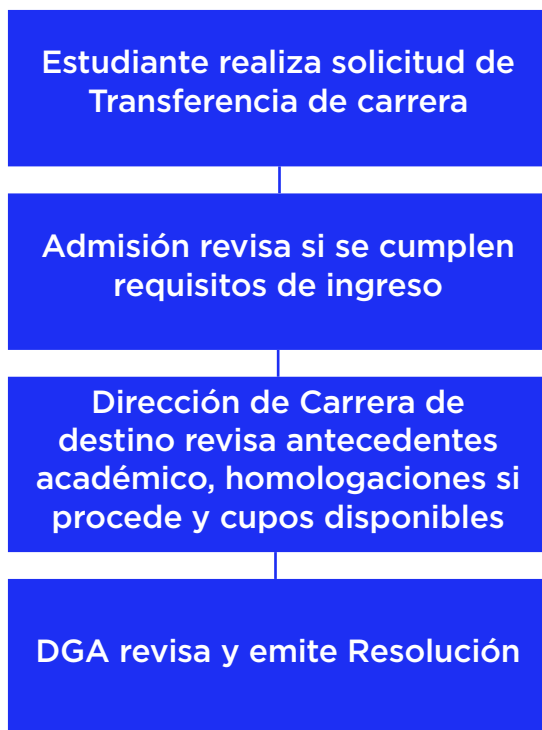 Estudiante realiza solicitud de
Transferencia de carrera
Admisión revisa si se cumplen
requisitos de ingreso
Dirección de Carrera de
destino revisa antecedentes
académico, homologaciones si
procede y cupos disponibles
DGA revisa y emite Resolución